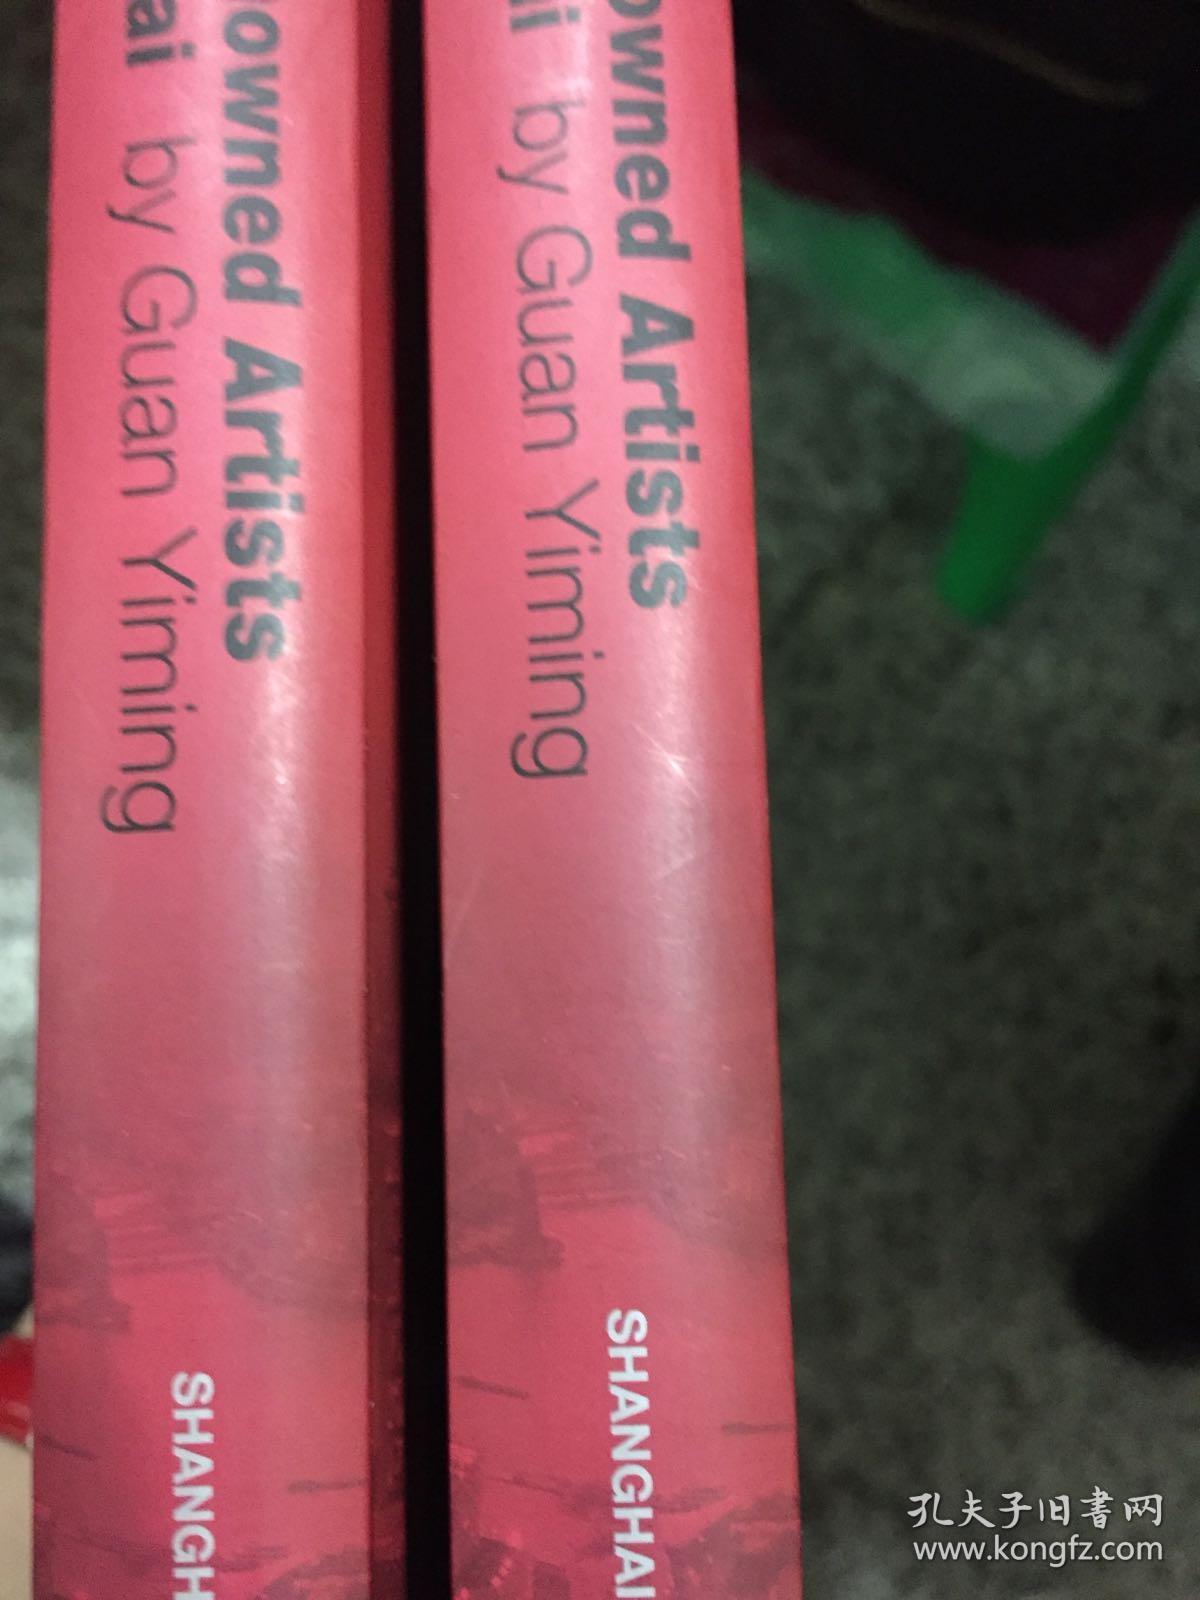 owned Artists
ai by Guan Yiming
SHANGH
owned Artists
ai by Guan Yiming
SHANGHAI
孔夫子旧書网
www.kongfz.com